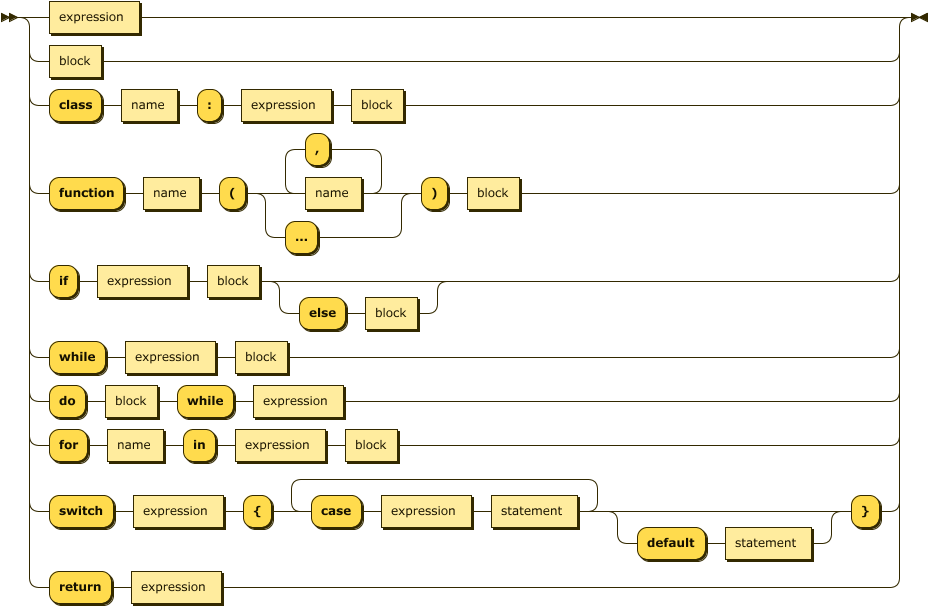 expression
block
class name : expression block
,
function name ( name ) block
...
if expression block
else block
while expression block
do block while expression
for name in expression block
switch expression { case expression statement }
default statement
return expression